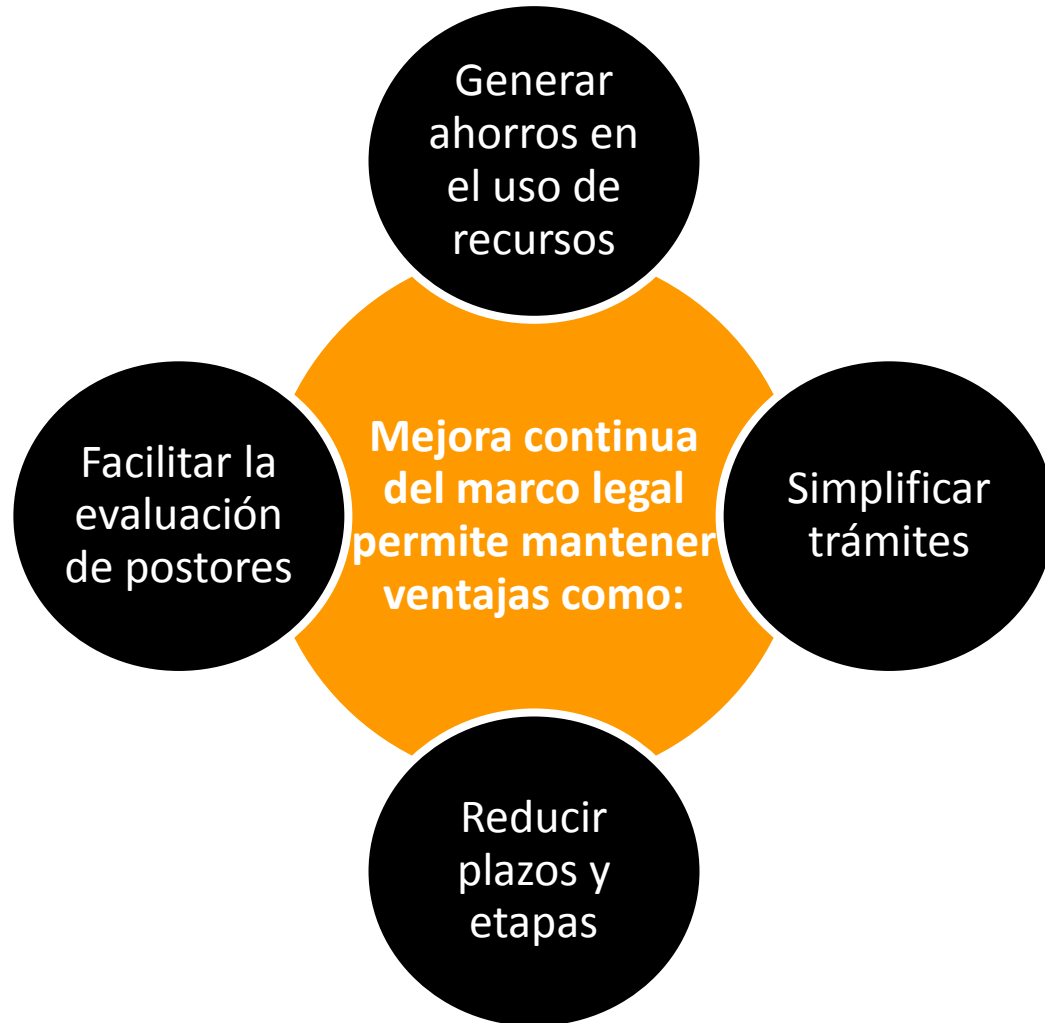 Generar
ahorros en
el uso de
recursos
Facilitar la
evaluación
de postores
Mejora continua
del marco legal
permite mantener
ventajas como:
Simplificar
trámites
Reducir
plazos y
etapas